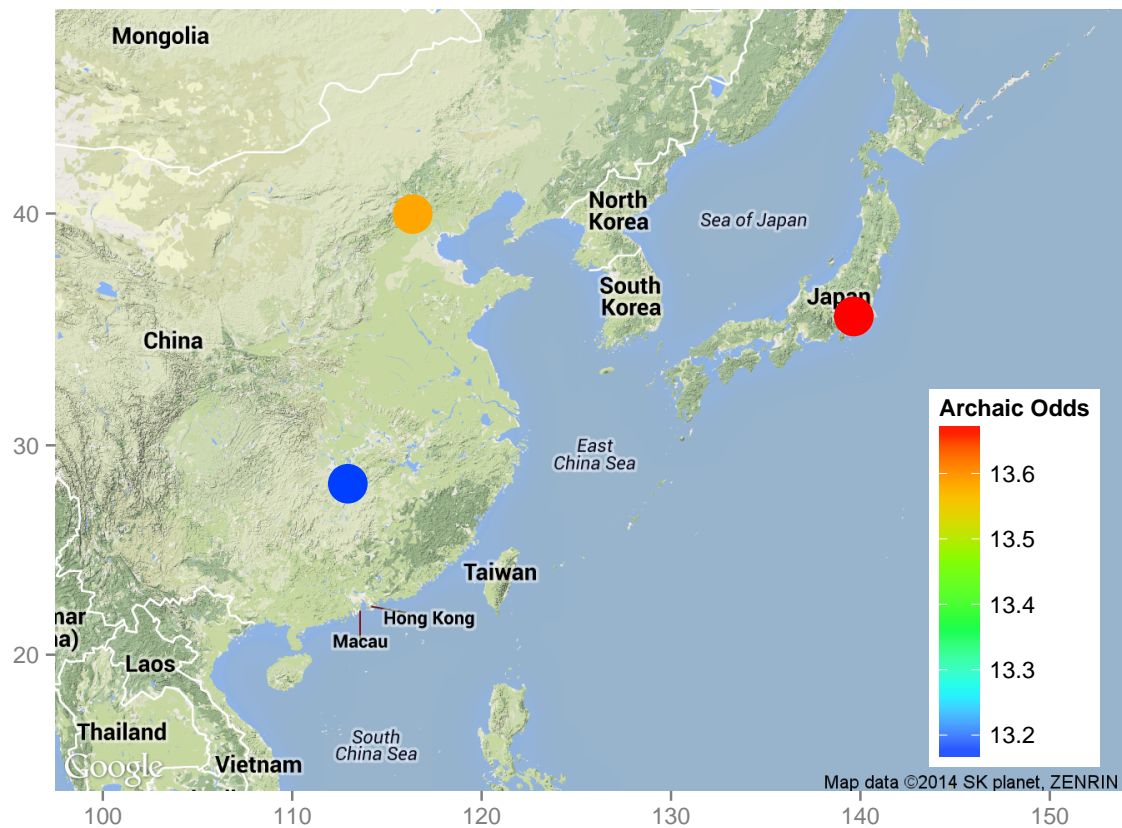 Mongolia
40
North
Korea
Sea of Japan
South
Korea
Japan
China
Archaic Odds
13.6
13.5
13.4
13.3
13.2
30
East
China Sea
Taiwan
mar
na)
Hong Kong
Macau
20
Laos
Thailand
South
China Sea
Google
Vietnam
Map data ©2014 SK planet, ZENRIN
100
110
120
130
140
150